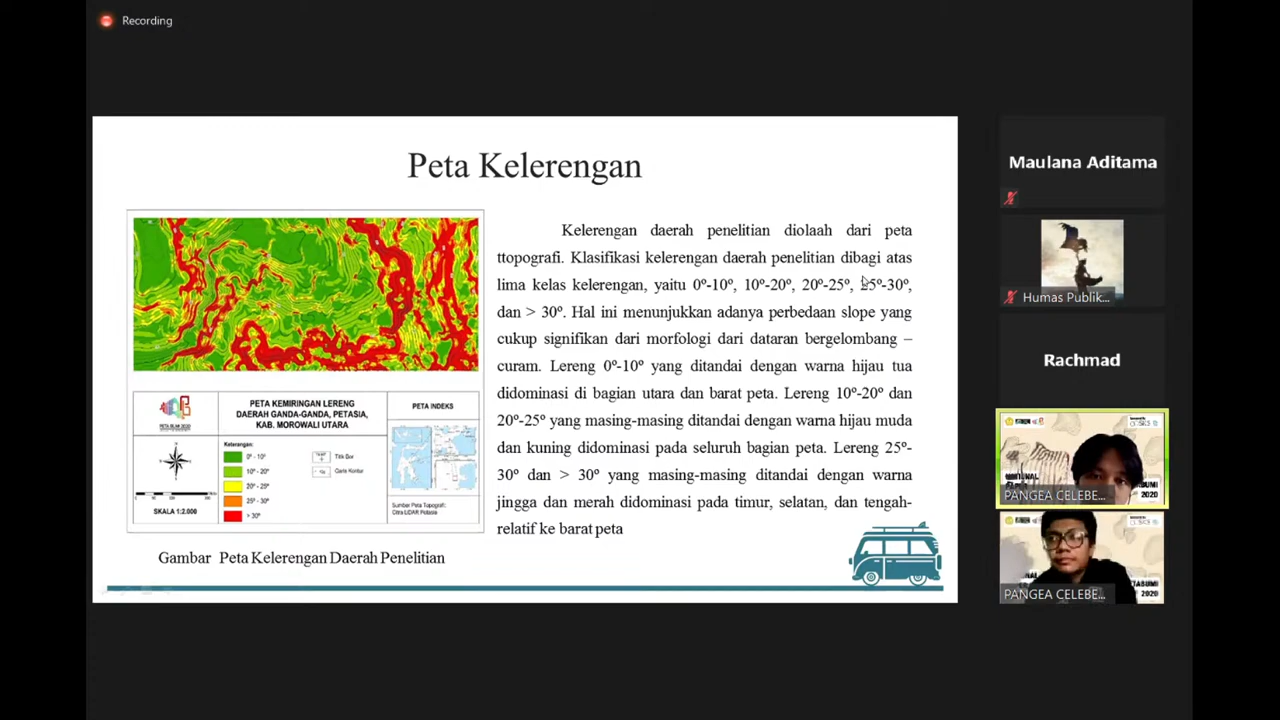 Recording
Peta Kelerengan
Kelerengan daerah penelitian diolaah dari peta
ttopografi. Klasifikasi kelerengan daerah penelitian dibagi atas
lima kelas kelerengan, yaitu 0º-10º, 10º-20º, 20º-25º, 25º-30º,
dan > 30º. Hal ini menunjukkan adanya perbedaan slope yang
cukup signifikan dari morfologi dari dataran bergelombang –
curam. Lereng 0º-10º yang ditandai dengan warna hijau tua
didominasi di bagian utara dan barat peta. Lereng 10º-20º dan
20º-25º yang masing-masing ditandai dengan warna hijau muda
dan kuning didominasi pada seluruh bagian peta. Lereng 25º-
30º dan > 30º yang masing-masing ditandai dengan warna
jingga dan merah didominasi pada timur, selatan, dan tengah-
relatif ke barat peta
PETA KEMIRINGAN LERENG
DAERAH GANDA-GANDA, PETASIA,
KAB. MOROWALI UTARA
PETA INDEKS
Keterangan:
0º - 10º
10º - 20º
20º - 25º
25º - 30º
> 30º
Titik Bor
Garis Kontur
SKALA 1:2.000
Sumber Peta Topografi:
Citra LiDAR Petasia
Gambar Peta Kelerengan Daerah Penelitian
Maulana Aditama
Humas Publik...
Rachmad
PANGEA CELEBE...
2020
PANGEA CELEBE...
2020